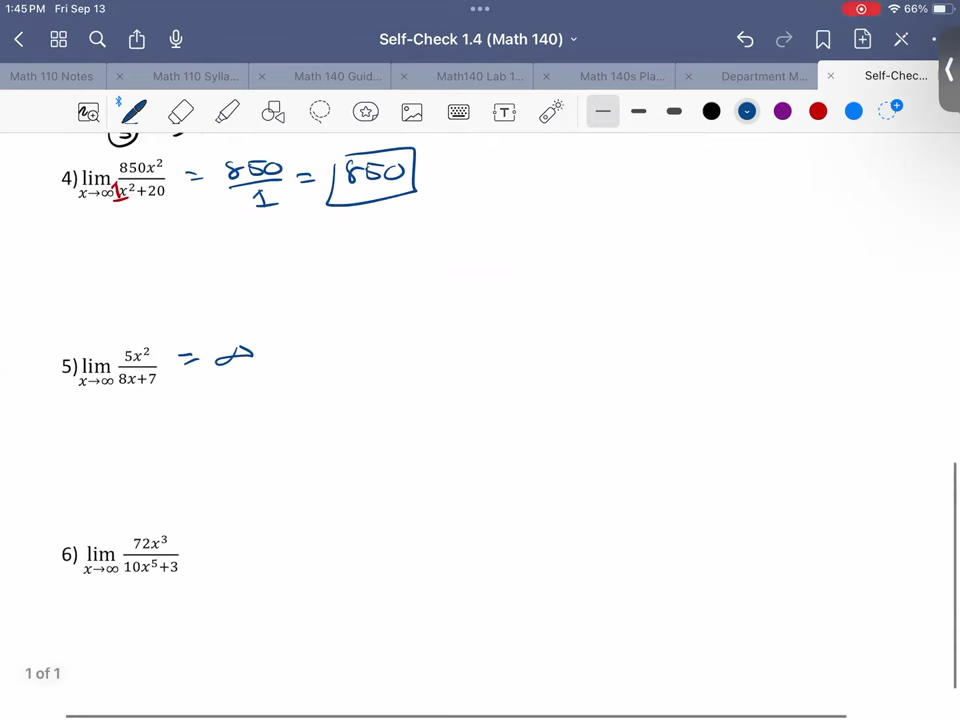 1:45 PM Fri Sep 13
66%
Self-Check 1.4 (Math 140)
Math 110 Notes
Math 110 Sylla...
Math 140 Guid...
Math140 Lab 1...
Math 140s Pla...
Department M...
Self-Chec...
4) lim x→∞ 850x²/x²+20 = 850/1 = 850
1
5) lim x→∞ 5x²/8x+7 = ∞
6) lim x→∞ 72x³/10x⁵+3
1 of 1